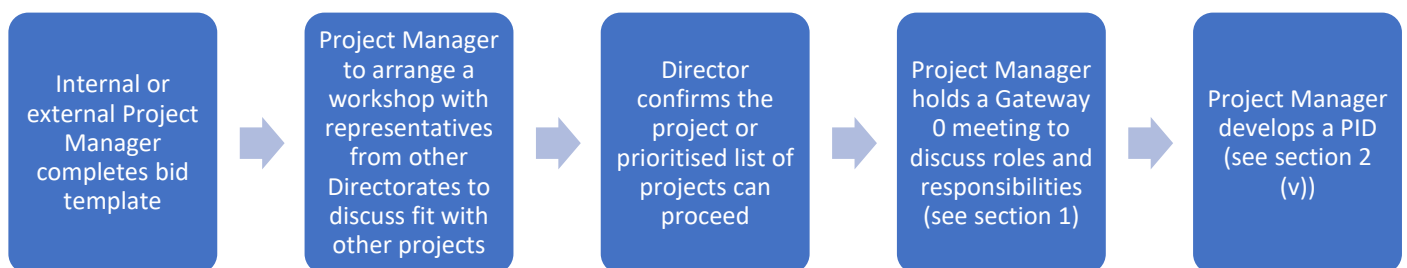 Internal or
external Project
Manager
completes bid
template
Project Manager
to arrange a
workshop with
representatives
from other
Directorates to
discuss fit with
other projects
Director
confirms the
project or
prioritised list of
projects can
proceed
Project Manager
holds a Gateway
0 meeting to
discuss roles and
responsibilities
(see section 1)
Project Manager
develops a PID
(see section 2
(v))